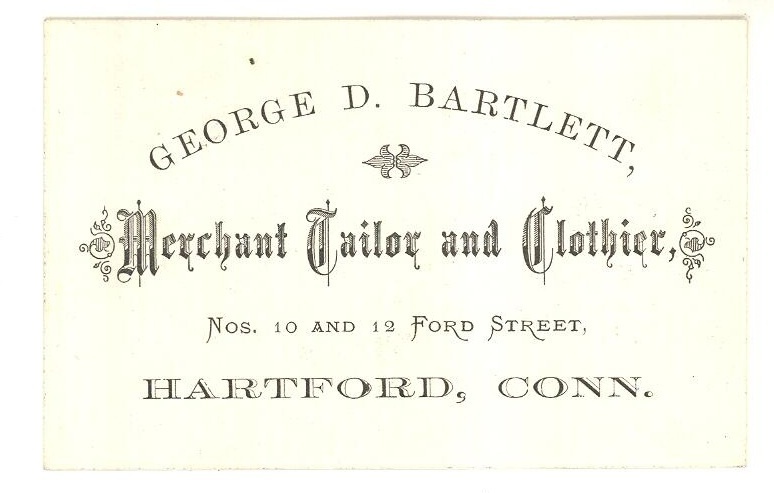 GEORGE D. BARTLETT,
Merchant Tailor and Clothier,
Nos. 10 and 12 Ford Street,
HARTFORD, CONN.